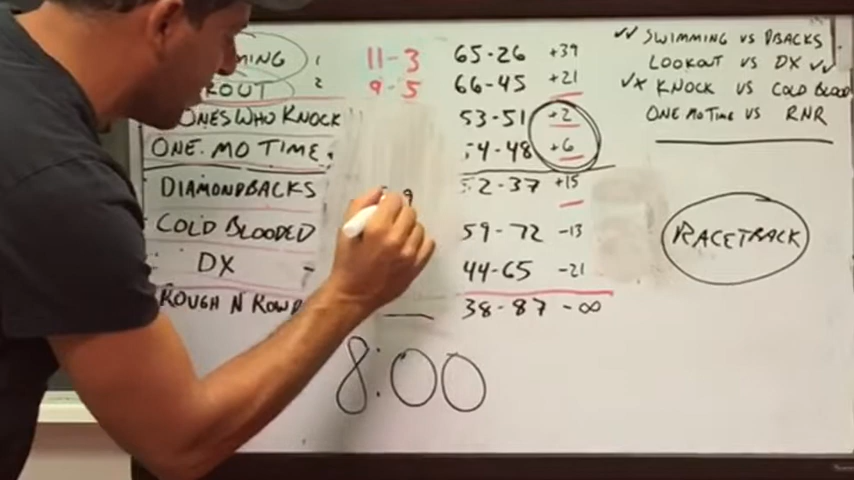 MING 1 11-3 65-26 +39
OUT 2 9-5 66-45 +21
ONES WHO KNOCK 53-51 +2
ONE MO TIME 54-48 +6
DIAMONDBACKS 9 52-37 +15
COLD BLOODED 59-72 -13
DX - 44-65 -21
ROUGH N ROWD 38-87 -∞
8:00
✓✓ SWIMMING VS DBACKS
LOOKOUT VS DX ✓✓
✓x KNOCK VS COLD BLOOD
ONE MO TIME VS RNR
RACETRACK